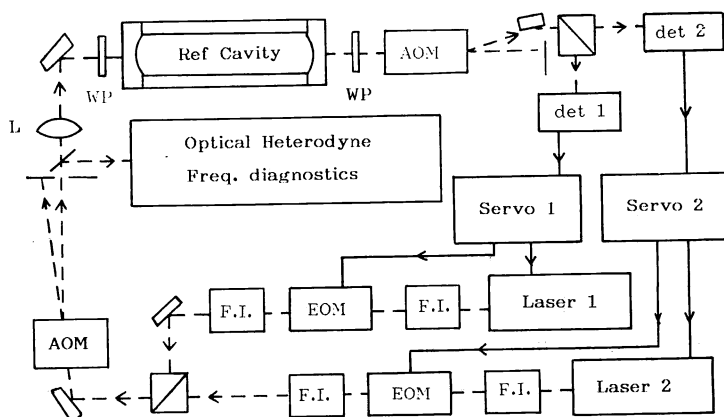 Ref Cavity
AOM
det 2
WP
WP
det 1
L
Optical Heterodyne
Freq. diagnostics
Servo 1
Servo 2
F.I.
EOM
F.I.
Laser 1
AOM
F.I.
EOM
F.I.
Laser 2